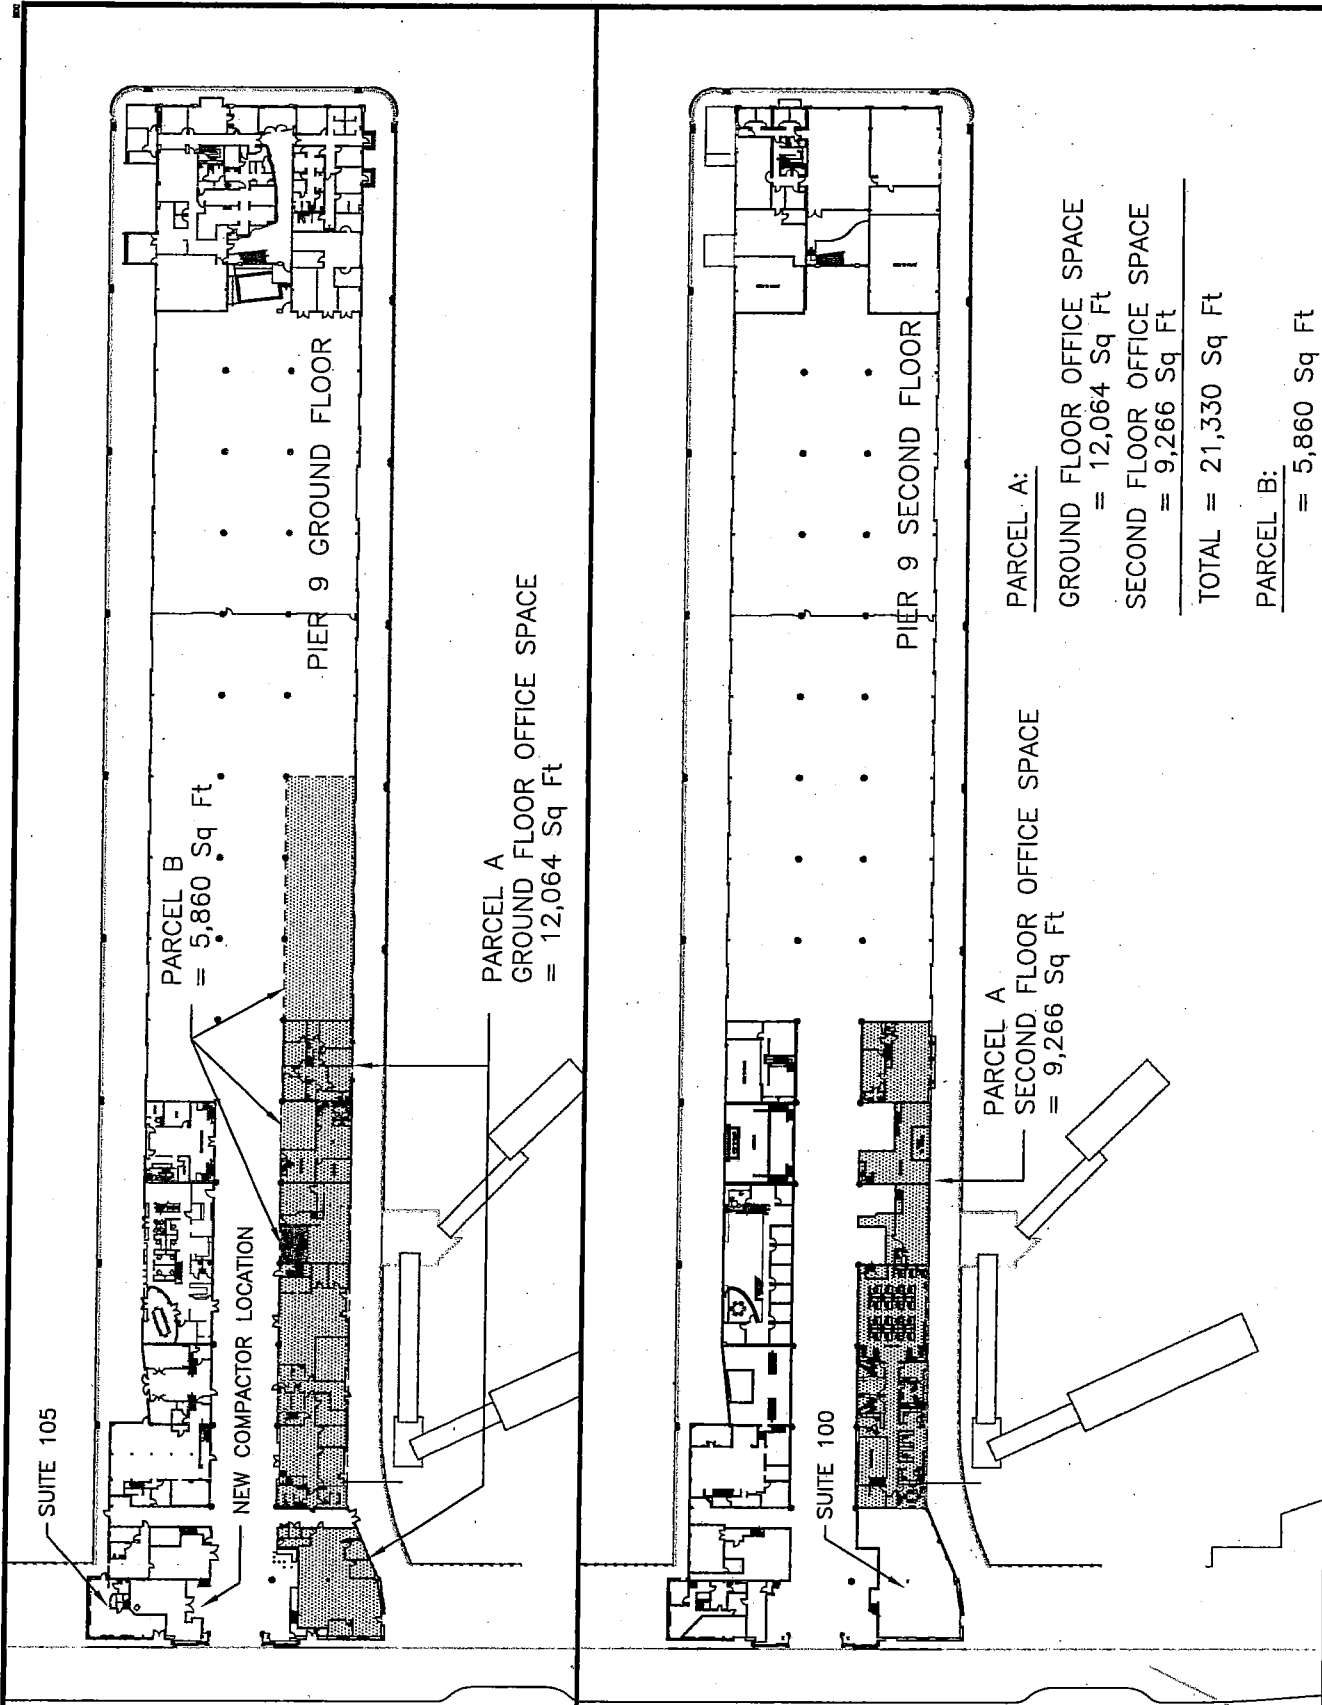 PIER 9 GROUND FLOOR
PARCEL B
= 5,860 Sq Ft
PARCEL A
GROUND FLOOR OFFICE SPACE
= 12,064 Sq Ft
SUITE 105
NEW COMPACTOR LOCATION
PIER 9 SECOND FLOOR
PARCEL A
SECOND FLOOR OFFICE SPACE
= 9,266 Sq Ft
SUITE 100
PARCEL A:
GROUND FLOOR OFFICE SPACE
= 12,064 Sq Ft
SECOND FLOOR OFFICE SPACE
= 9,266 Sq Ft
TOTAL = 21,330 Sq Ft
PARCEL B:
= 5,860 Sq Ft